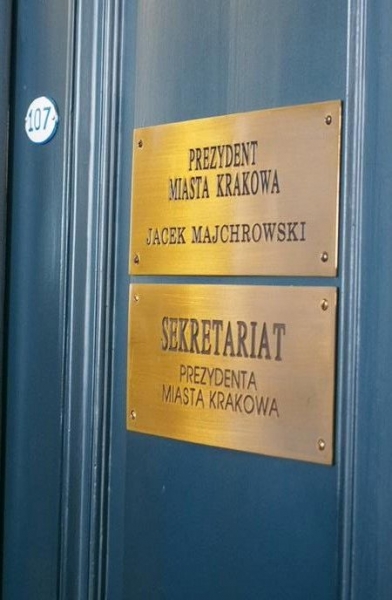 107
PREZYDENT
MIASTA KRAKOWA
JACEK MAJCHROWSKI
SEKRETARIAT
PREZYDENTA
MIASTA KRAKOWA